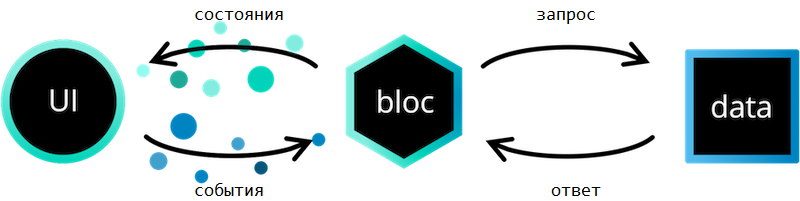 состояния
запрос
UI
bloc
data
события
ответ